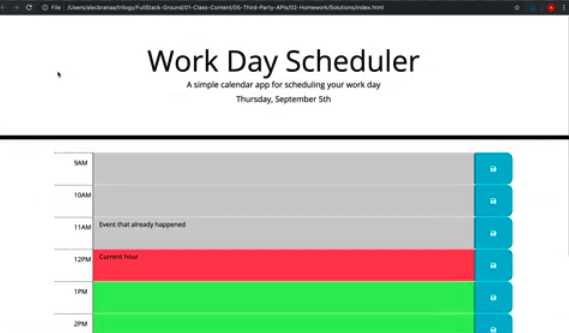 File | /Users/alecbranaa/trilogy/FullStack-Ground/01-Class-Content/05-Third-Party-APIs/02-Homework/Solutions/index.html
Work Day Scheduler
A simple calendar app for scheduling your work day
Thursday, September 5th
9AM
10AM
11AM Event that already happened
12PM Current hour
1PM
2PM